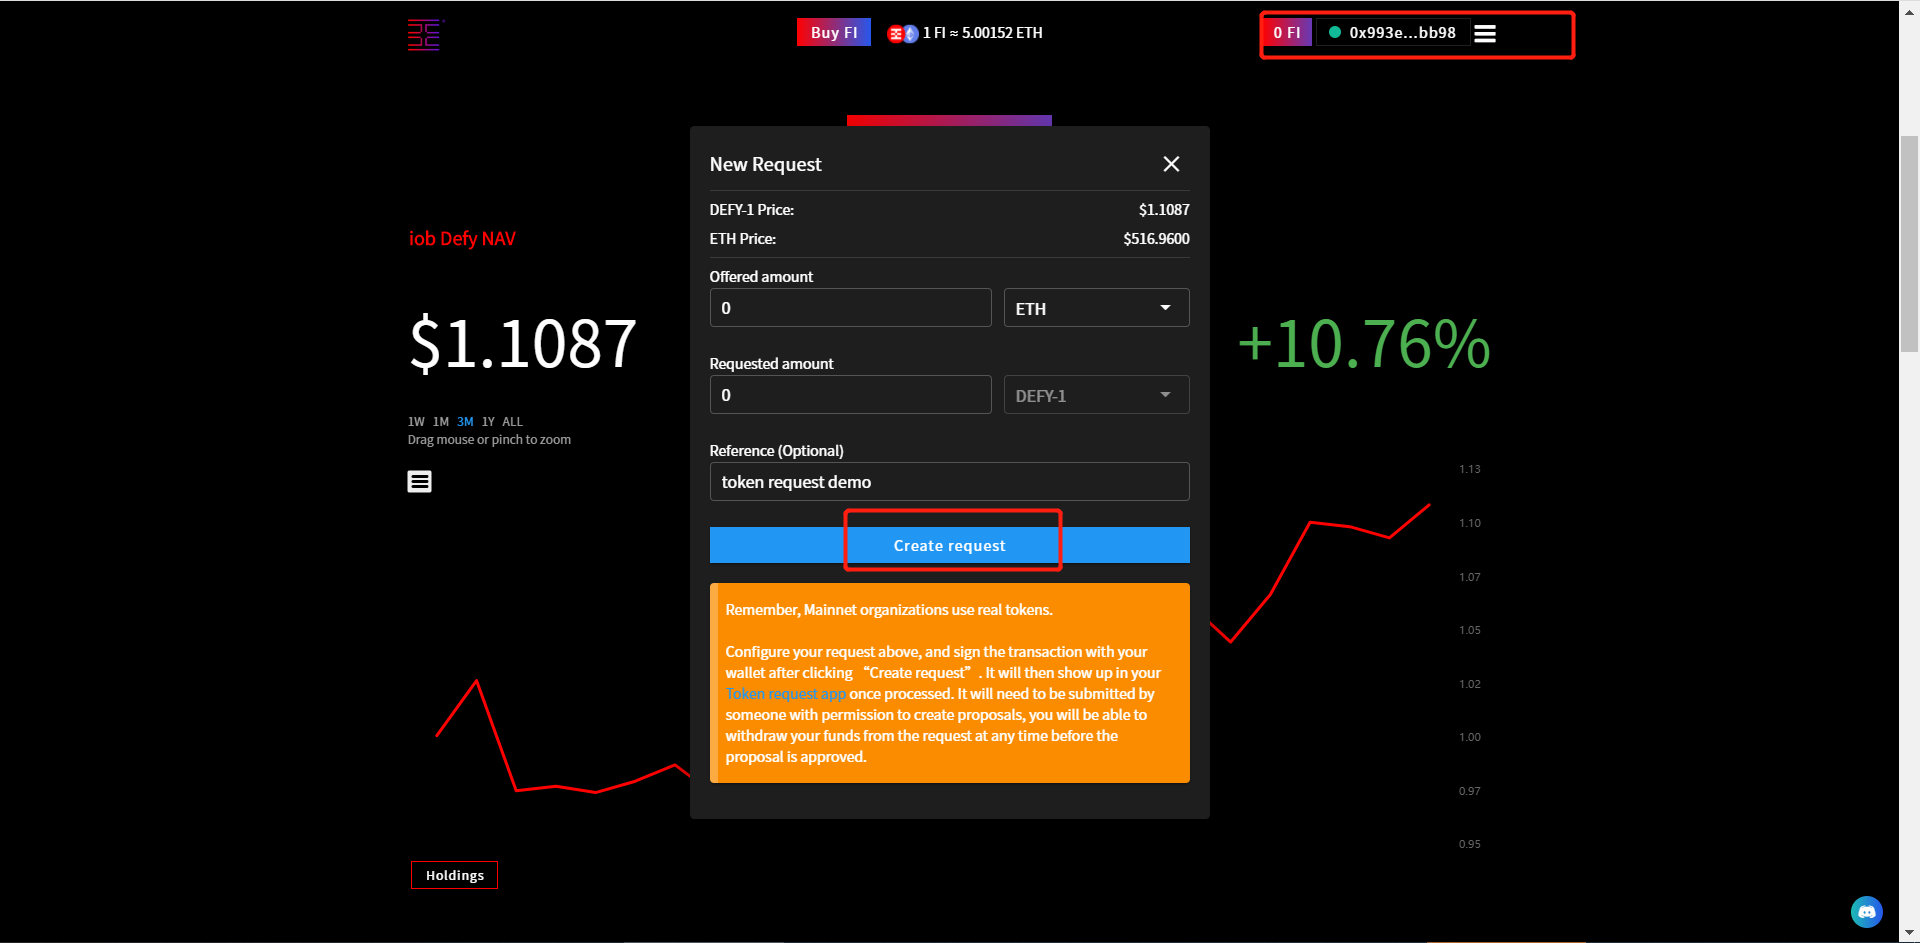 Buy FI
1 FI ≈ 5.00152 ETH
0 FI
0x993e...bb98
New Request
DEFY-1 Price:
$1.1087
ETH Price:
$516.9600
Offered amount
0
ETH
Requested amount
0
DEFY-1
Reference (Optional)
token request demo
Create request
Remember, Mainnet organizations use real tokens.
Configure your request above, and sign the transaction with your
wallet after clicking “Create request”. It will then show up in your
Token request app once processed. It will need to be submitted by
someone with permission to create proposals, you will be able to
withdraw your funds from the request at any time before the
proposal is approved.
iob Defy NAV
$1.1087
+10.76%
1W 1M 3M 1Y ALL
Drag mouse or pinch to zoom
1.13
1.10
1.07
1.05
1.02
1.00
0.97
0.95
Holdings